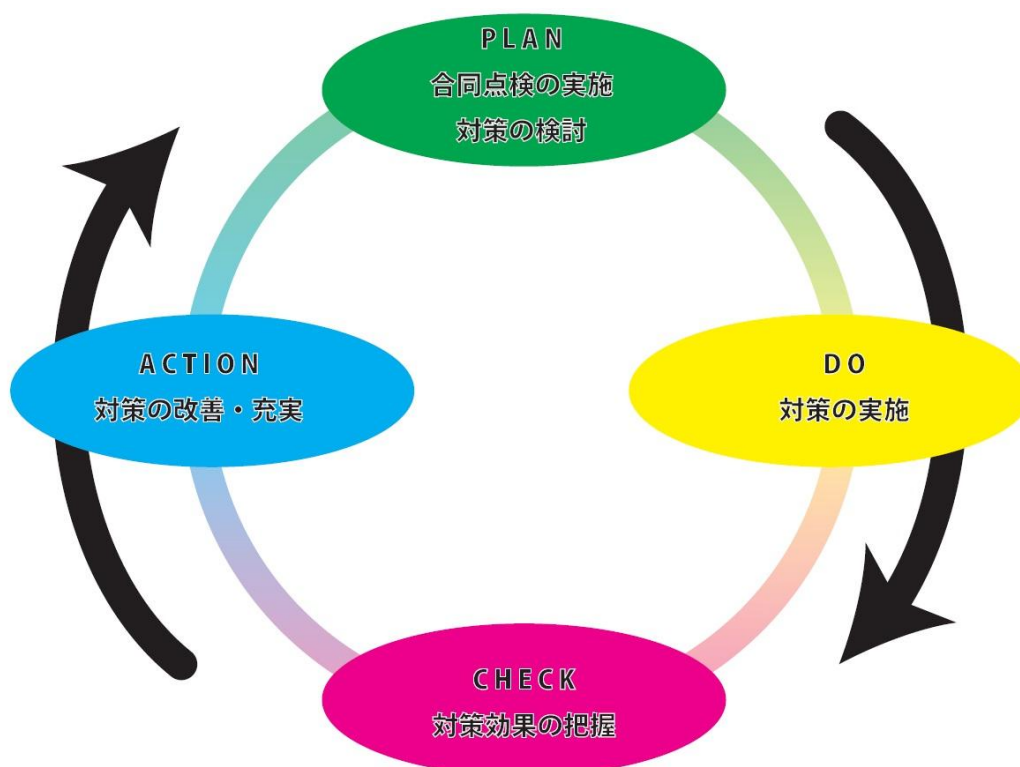 PLAN
合同点検の実施
対策の検討
ACTION
対策の改善・充実
DO
対策の実施
CHECK
対策効果の把握